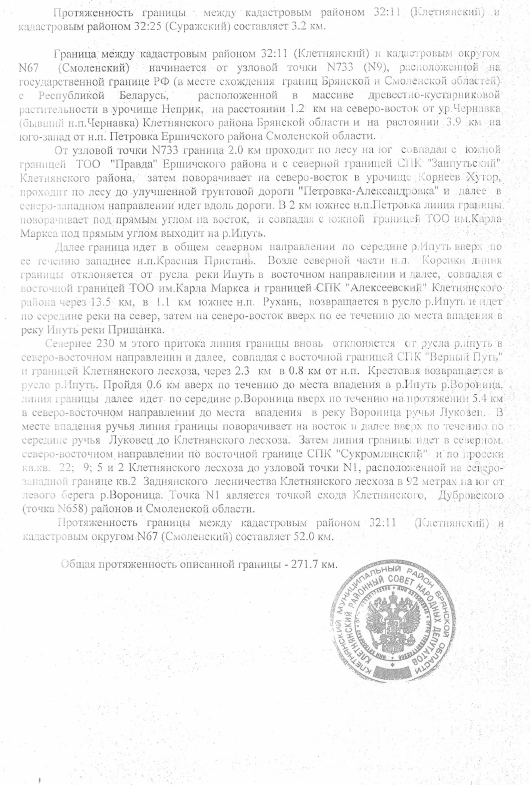 Протяженность границы между кадастровым районом 32:11 (Клетнянский) и
кадастровым районом 32:25 (Суражский) составляет 3.2 км.
Граница между кадастровым районом 32:11 (Клетнянский) и кадастровым округом
N67 (Смоленский) начинается от узловой точки N733 (N9), расположенной на
государственной границе РФ (в месте схождения границ Брянской и Смоленской областей)
с Республикой Беларусь, расположенной в массиве древестно-кустарниковой
растительности в урочище Неприк, на расстоянии 1.2 км на северо-восток от ур.Чернавка
(бывший н.п.Чернавка) Клетнянского района Брянской области и на растоянии 3.9 км на
юго-запад от н.п. Петровка Ершичского района Смоленской области.
От узловой точки N733 граница 2.0 км проходит по лесу на юг совпадая с южной
границей ТОО "Правда" Ершичского района и с северной границей СПК
Клетнянского района, затем поворачивает на северо-восток в урочище Корнеев Хутор,
проходит по лесу до улучшенной грунтовой дороги "Петровка-Александровка" и далее в
северо-западном направлении идет вдоль дороги. В 2 км южнее н.п.Петровка линия границы
поворачивает под прямым углом на восток, и совпадая с южной границей ТОО им.Карла
Маркса под прямым углом выходит на р.Ипуть.
Далее граница идет в общем северном направлении по середине р.Ипуть вверх по
ее течению западнее н.п.Красная Пристань. Возле северной части н.п. Корсики линия
границы отклоняется от русла реки Ипуть в восточном направлении и далее, совпадая с
восточной границей ТОО им.Карла Маркса и границей СПК "Алексеевский" Клетнянского
района через 13.5 км, в 1.1 км южнее н.п. Рухань, возвращается в русло р.Ипуть и идет
по середине реки на север, затем на северо-восток вверх по ее течению до места впадения в
реку Ипуть реки Прищанка.
Севернее 230 м этого притока линия границы вновь отклоняется от русла р.ипуть в
северо-восточном направлении и далее, совпадая с восточной границей СПК "Верный Путь"
и границей Клетнянского лесхоза, через 2.3 км в 0.8 км от н.п. Крестовая возвращается в
русло р.Ипуть. Пройдя 0.6 км вверх по течению до места впадения в р.Ипуть р.Вороница,
линия границы далее идет по середине р.Вороница вверх по течению на протяжении 5.4 км
в северо-восточном направлении до места впадения в реку Вороница ручья Луковец. В
месте впадения ручья линия границы поворачивает на восток и далее вверх по течению по
середине ручья Луковец до Клетнянского лесхоза. Затем линия границы идет в северном,
северо-восточном направлении по восточной границе СПК "Сукромлянский" и по просеки
кв.кв. 22; 9; 5 и 2 Клетнянского лесхоза до узловой точки N1, расположенной на северо-
западной границе кв.2 Заднянского лесничества Клетнянского лесхоза в 92 метрах на юг от
левого берега р.Вороница. Точка N1 является точкой схода Клетнянского, Дубровского
(точка N658) районов и Смоленской области.
Протяженность границы между кадастровым районом 32:11 (Клетнянский) и
кадастровым округом N67 (Смоленский) составляет 52.0 км.
Общая протяженность описанной границы - 271.7 км.
КЛЕТНЯНСКИЙ МУНИЦИПАЛЬНЫЙ РАЙОН БРЯНСКОЙ ОБЛАСТИ
КЛЕТНЯНСКИЙ РАЙОННЫЙ СОВЕТ НАРОДНЫХ ДЕПУТАТОВ